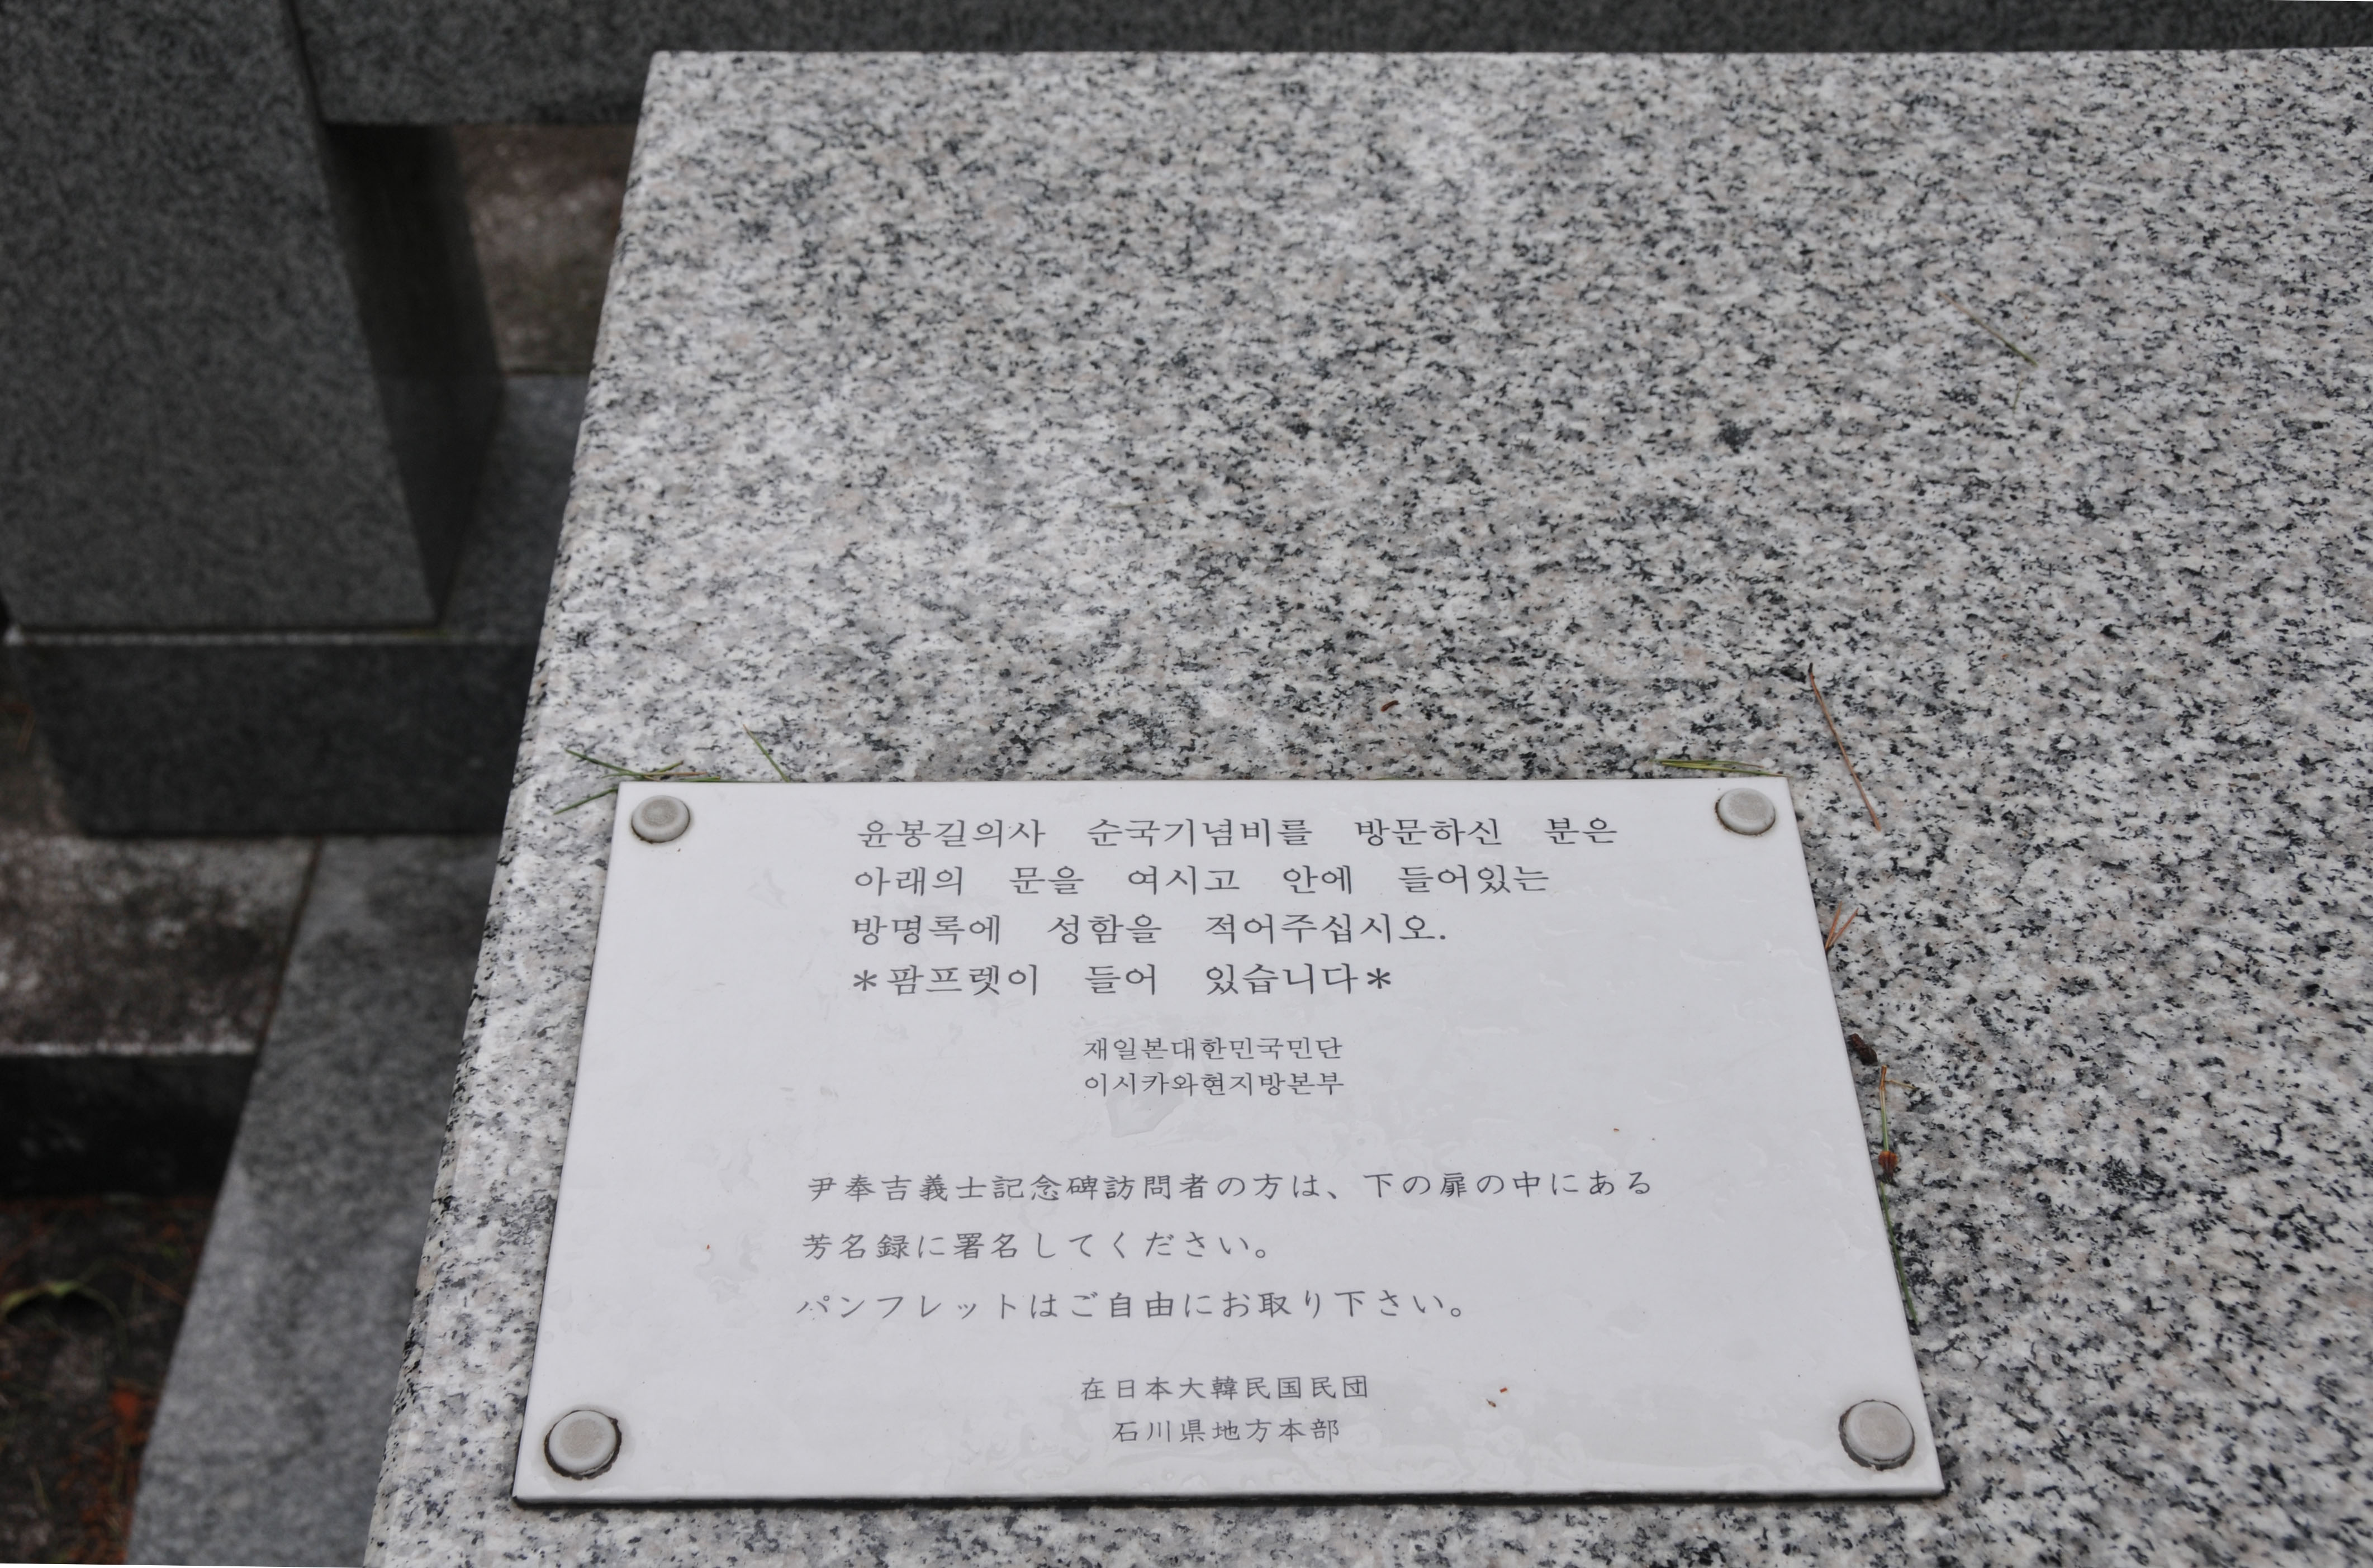 윤봉길의사 순국기념비를 방문하신 분은
아래의 문을 여시고 안에 들어있는
방명록에 성함을 적어주십시오.
*팜프렛이 들어 있습니다*
재일본대한민국민단
이시카와현지방본부
尹奉吉義士記念碑訪問者の方は、下の扉の中にある
芳名録に署名してください。
パンフレットはご自由にお取り下さい。
在日本大韓民国民団
石川県地方本部